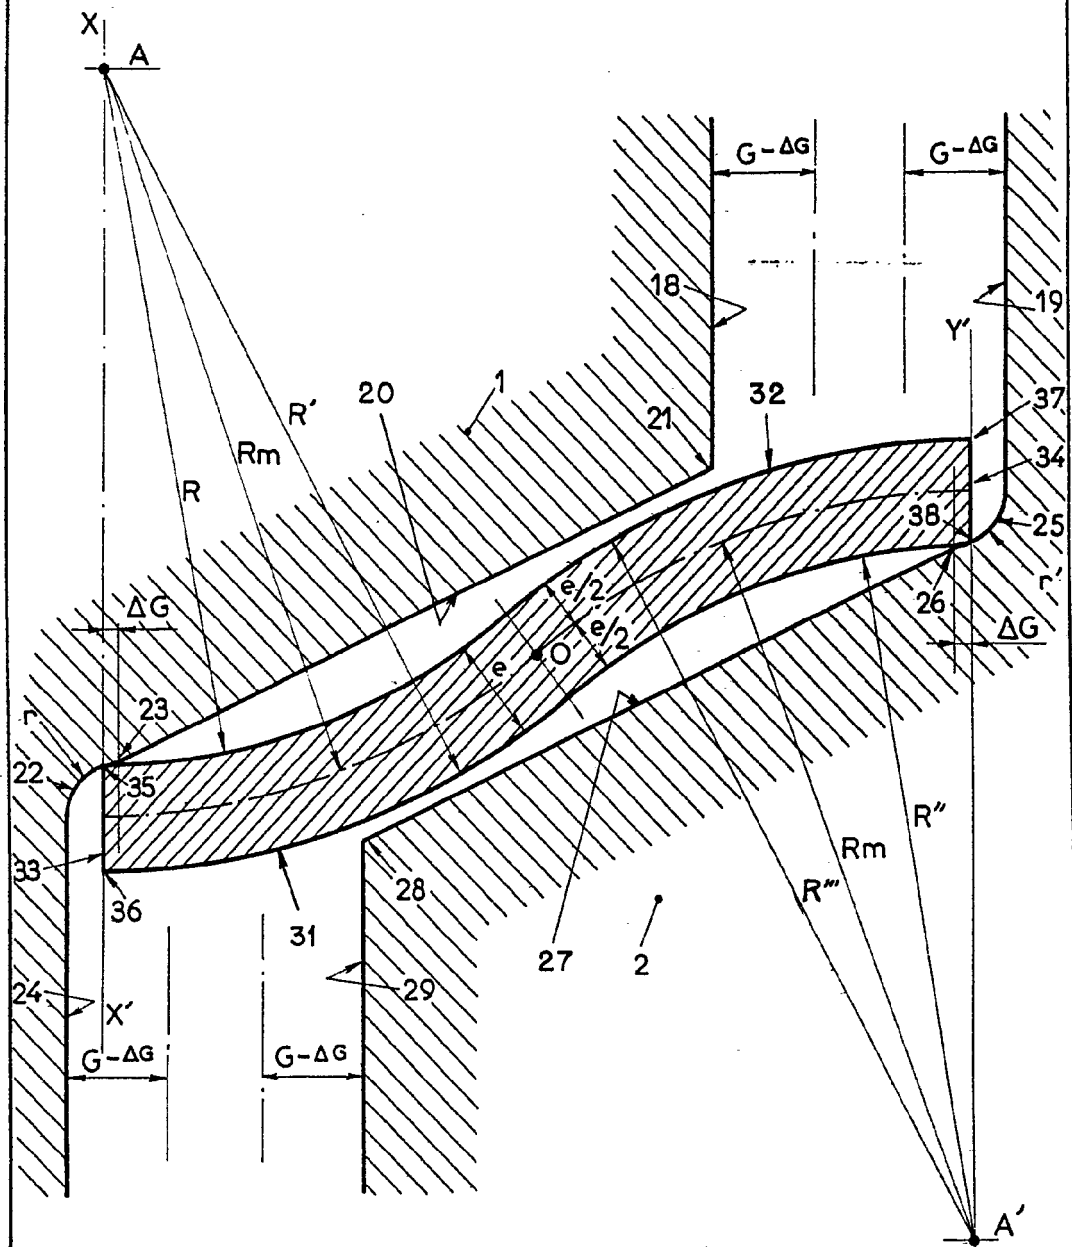 X
A
G-ΔG G-ΔG
18
19
Y'
1
20
32
37
R'
21
Rm
34
R
38
25
e/2
26
r'
ΔG
e/2
O
ΔG
e
23
r
22
35
R"
Rm
33
R'''
28
36
31
27
2
24
29
X'
G-ΔG G-ΔG
A'